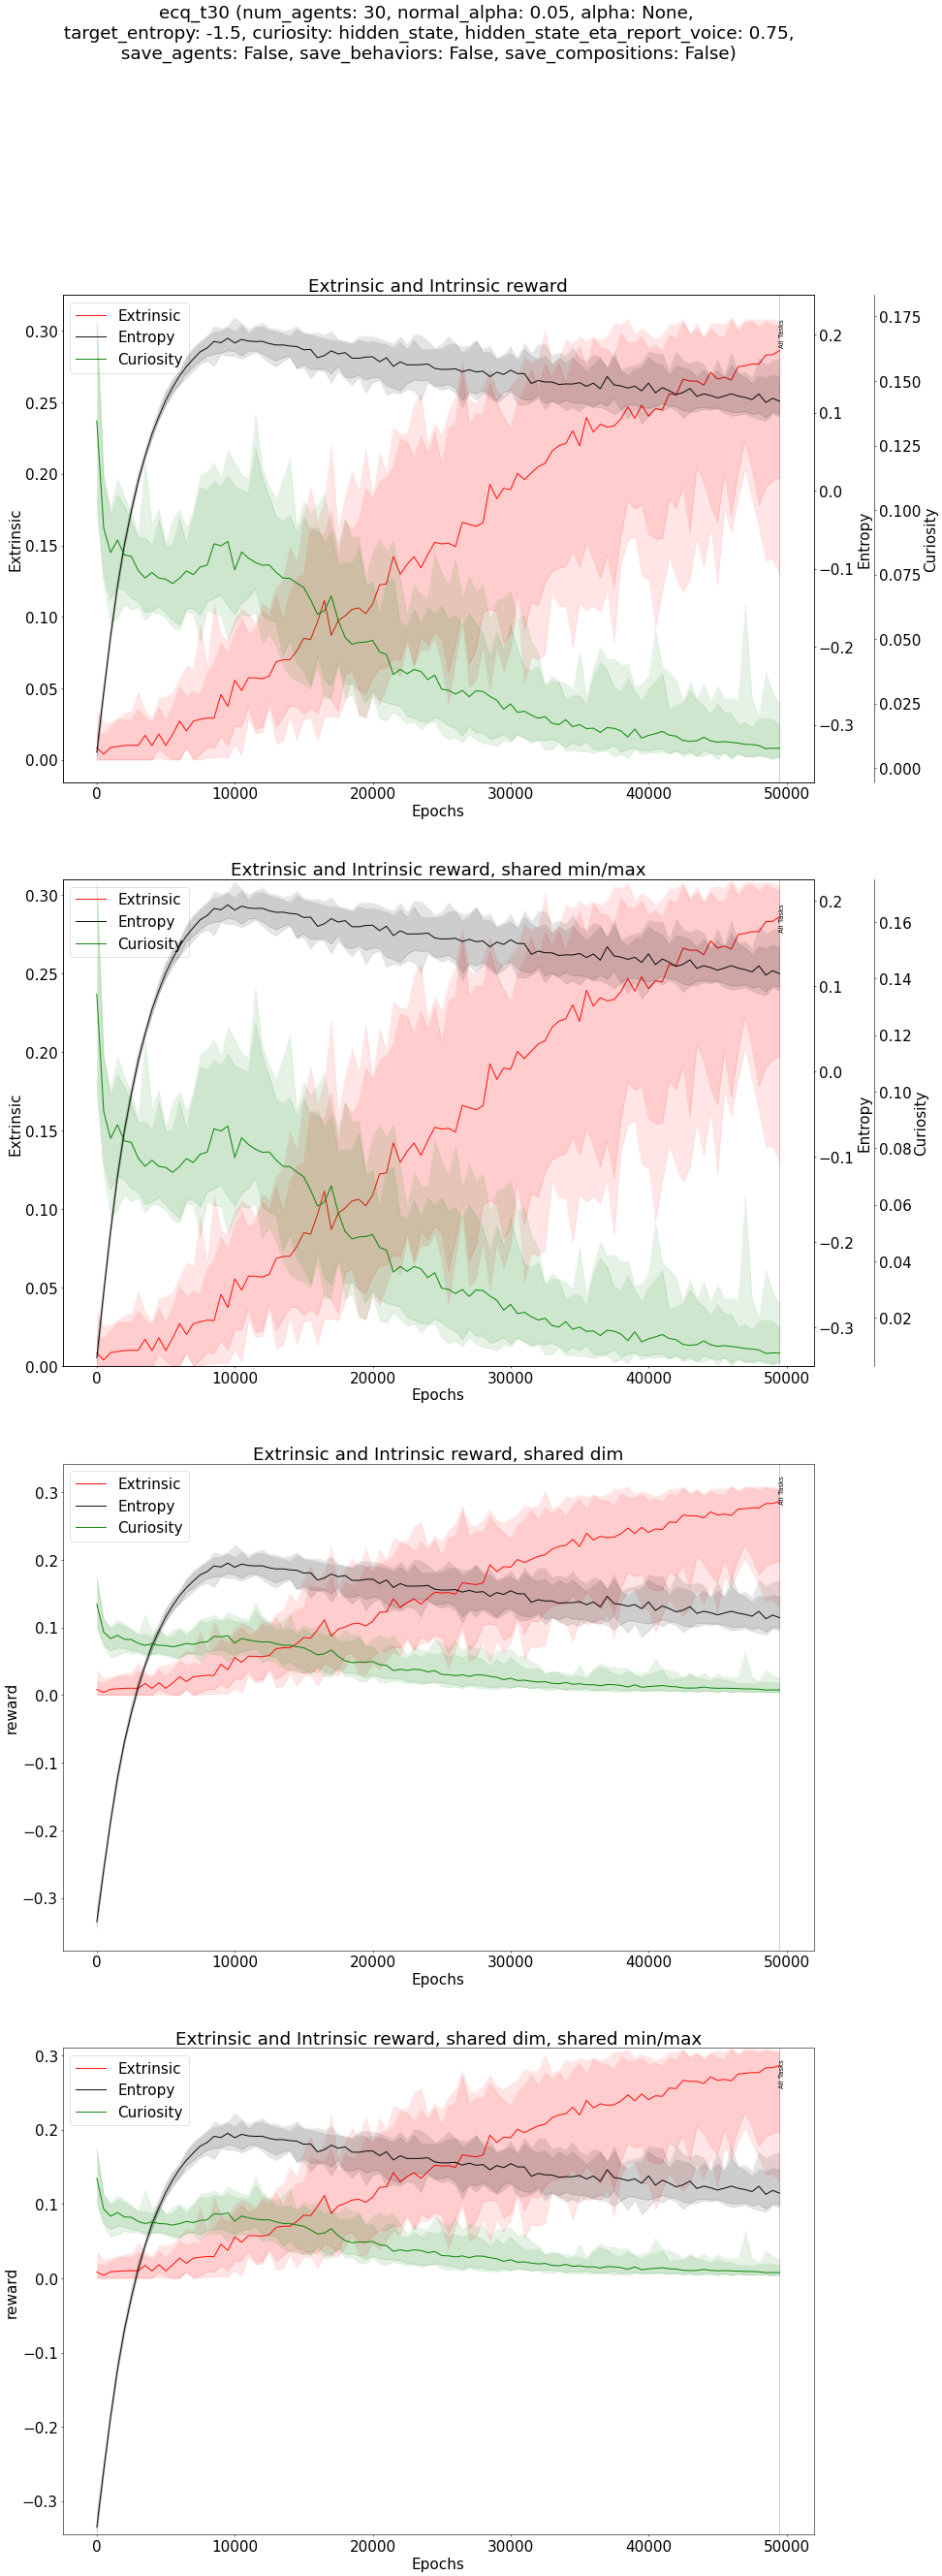 ecq_t30 (num_agents: 30, normal_alpha: 0.05, alpha: None,
target_entropy: -1.5, curiosity: hidden_state, hidden_state_eta_report_voice: 0.75,
save_agents: False, save_behaviors: False, save_compositions: False)
Extrinsic and Intrinsic reward
Extrinsic
Entropy
Curiosity
All Tasks
0.30
0.25
0.20
0.15
0.10
0.05
0.00
Extrinsic
0.2
0.1
0.0
−0.1
−0.2
−0.3
Entropy
0.175
0.150
0.125
0.100
0.075
0.050
0.025
0.000
Curiosity
0 10000 20000 30000 40000 50000
Epochs
Extrinsic and Intrinsic reward, shared min/max
Extrinsic
Entropy
Curiosity
All Tasks
0.30
0.25
0.20
0.15
0.10
0.05
0.00
Extrinsic
0.2
0.1
0.0
−0.1
−0.2
−0.3
Entropy
0.16
0.14
0.12
0.10
0.08
0.06
0.04
0.02
Curiosity
0 10000 20000 30000 40000 50000
Epochs
Extrinsic and Intrinsic reward, shared dim
Extrinsic
Entropy
Curiosity
All Tasks
0.3
0.2
0.1
0.0
−0.1
−0.2
−0.3
reward
0 10000 20000 30000 40000 50000
Epochs
Extrinsic and Intrinsic reward, shared dim, shared min/max
Extrinsic
Entropy
Curiosity
All Tasks
0.3
0.2
0.1
0.0
−0.1
−0.2
−0.3
reward
0 10000 20000 30000 40000 50000
Epochs